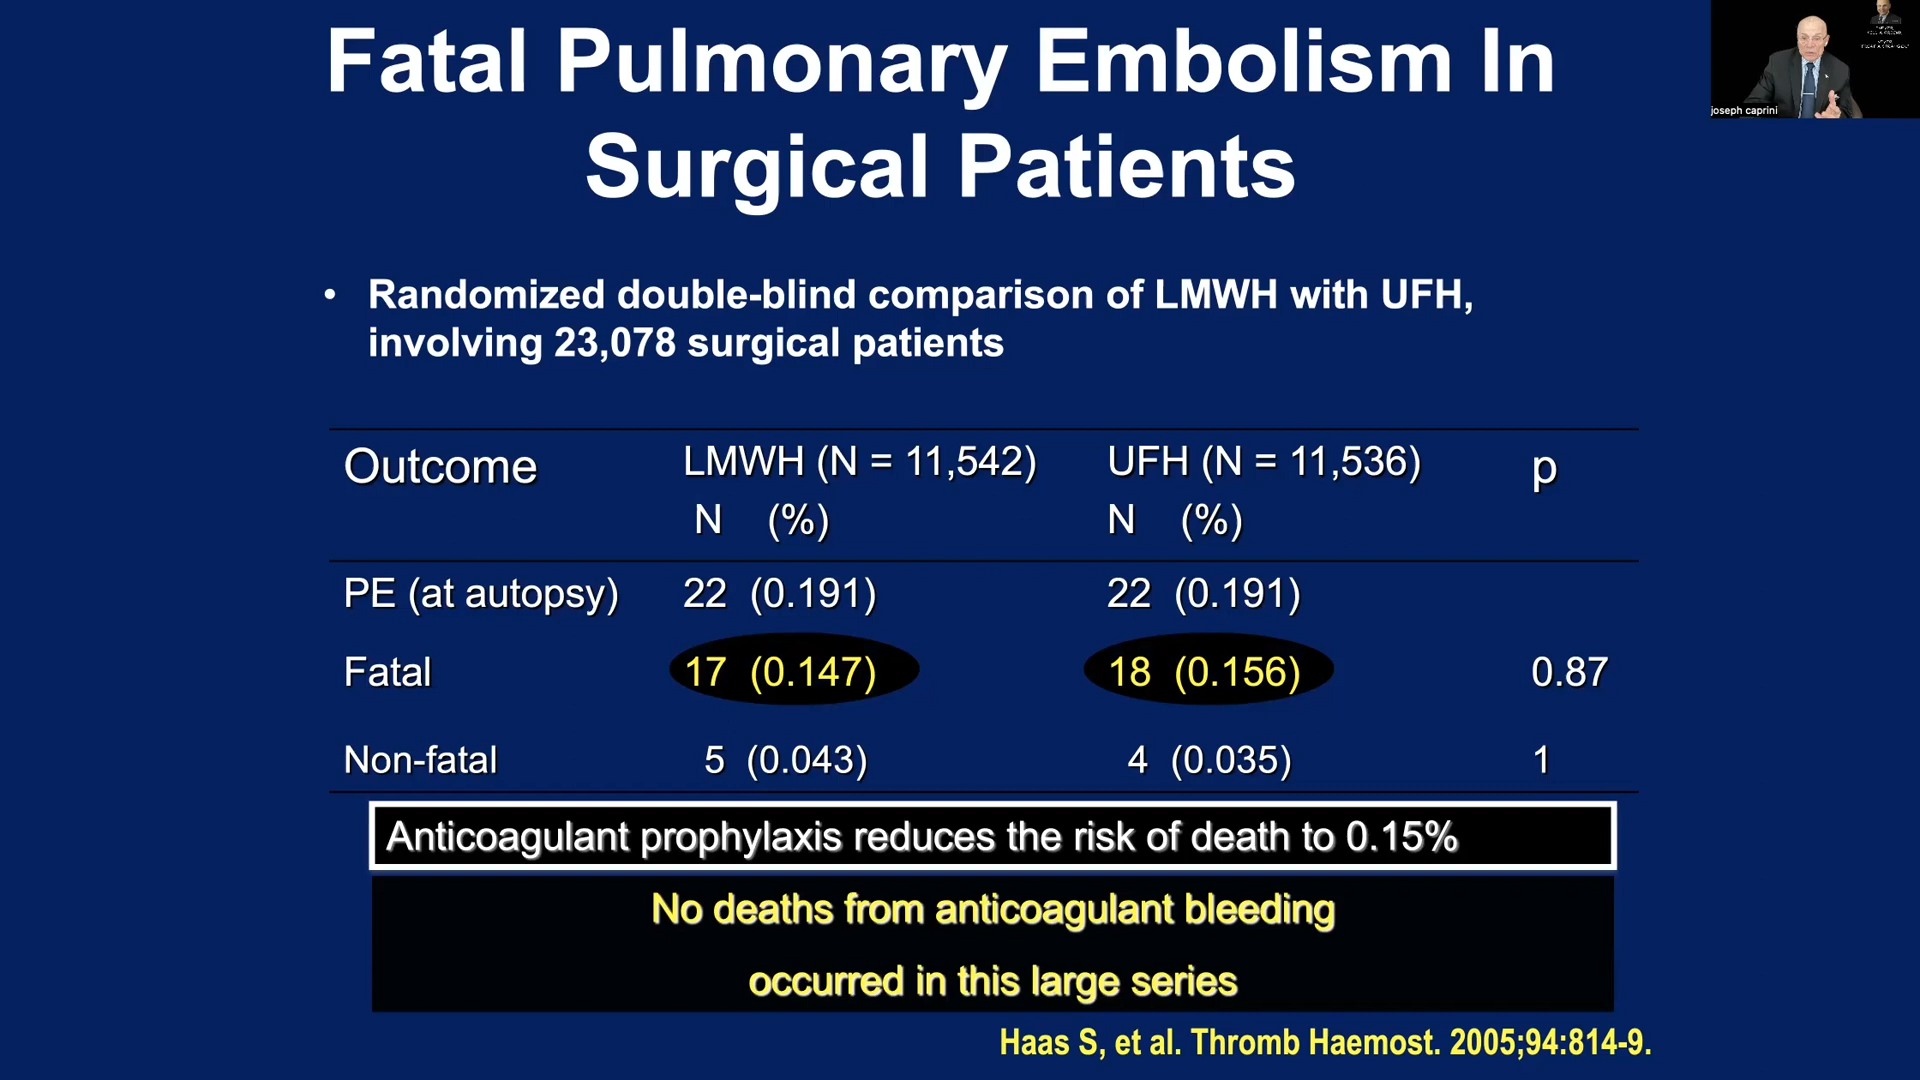 Fatal Pulmonary Embolism In
Surgical Patients
joseph caprini
• Randomized double-blind comparison of LMWH with UFH,
involving 23,078 surgical patients
Outcome LMWH (N = 11,542) UFH (N = 11,536) p
N (%) N (%)
PE (at autopsy) 22 (0.191) 22 (0.191)
Fatal 17 (0.147) 18 (0.156) 0.87
Non-fatal 5 (0.043) 4 (0.035) 1
Anticoagulant prophylaxis reduces the risk of death to 0.15%
No deaths from anticoagulant bleeding
occurred in this large series
Haas S, et al. Thromb Haemost. 2005;94:814-9.